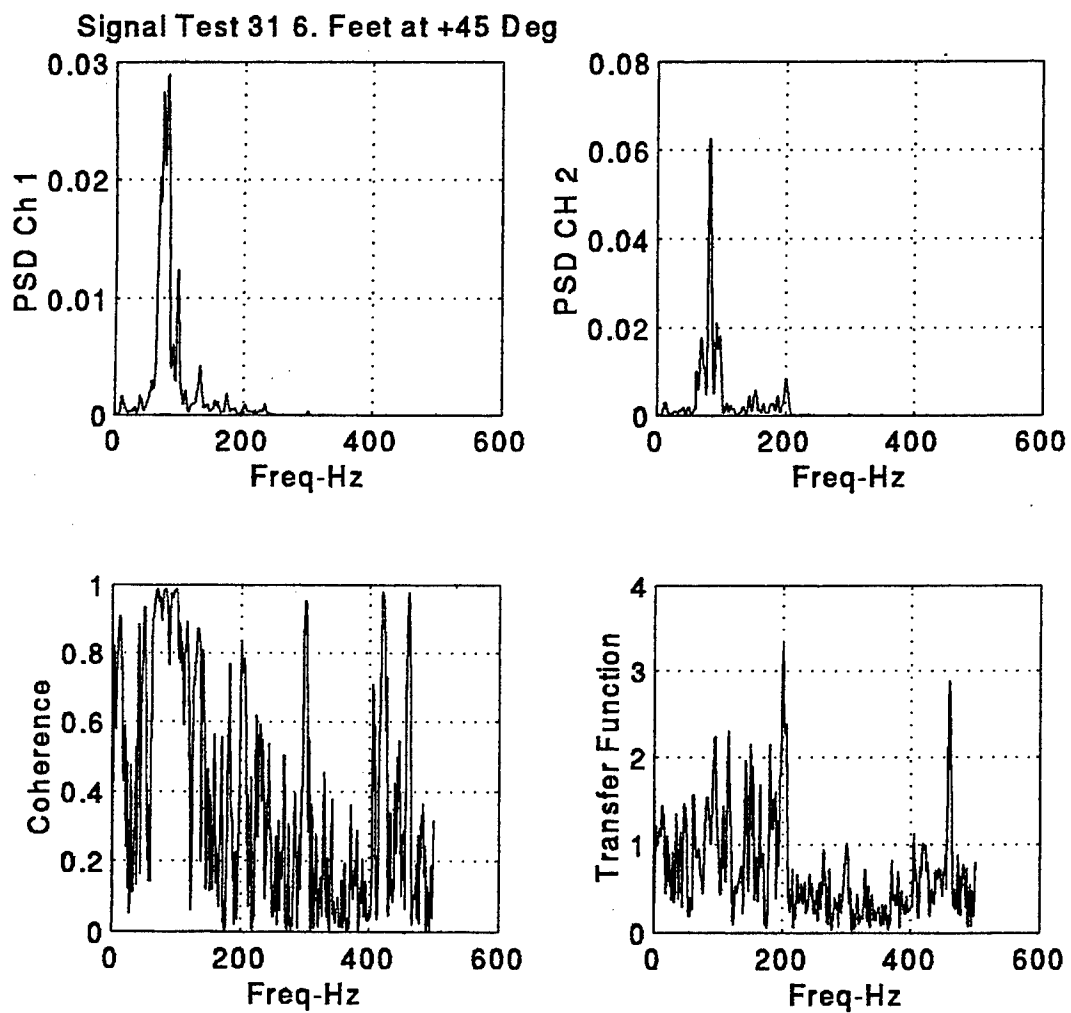 Signal Test 31 6. Feet at +45 Deg
0.03
0.02
0.01
0
PSD Ch 1
0 200 400 600
Freq-Hz
0.08
0.06
0.04
0.02
0
PSD CH 2
0 200 400 600
Freq-Hz
1
0.8
0.6
0.4
0.2
0
Coherence
0 200 400 600
Freq-Hz
4
3
2
1
0
Transfer Function
0 200 400 600
Freq-Hz